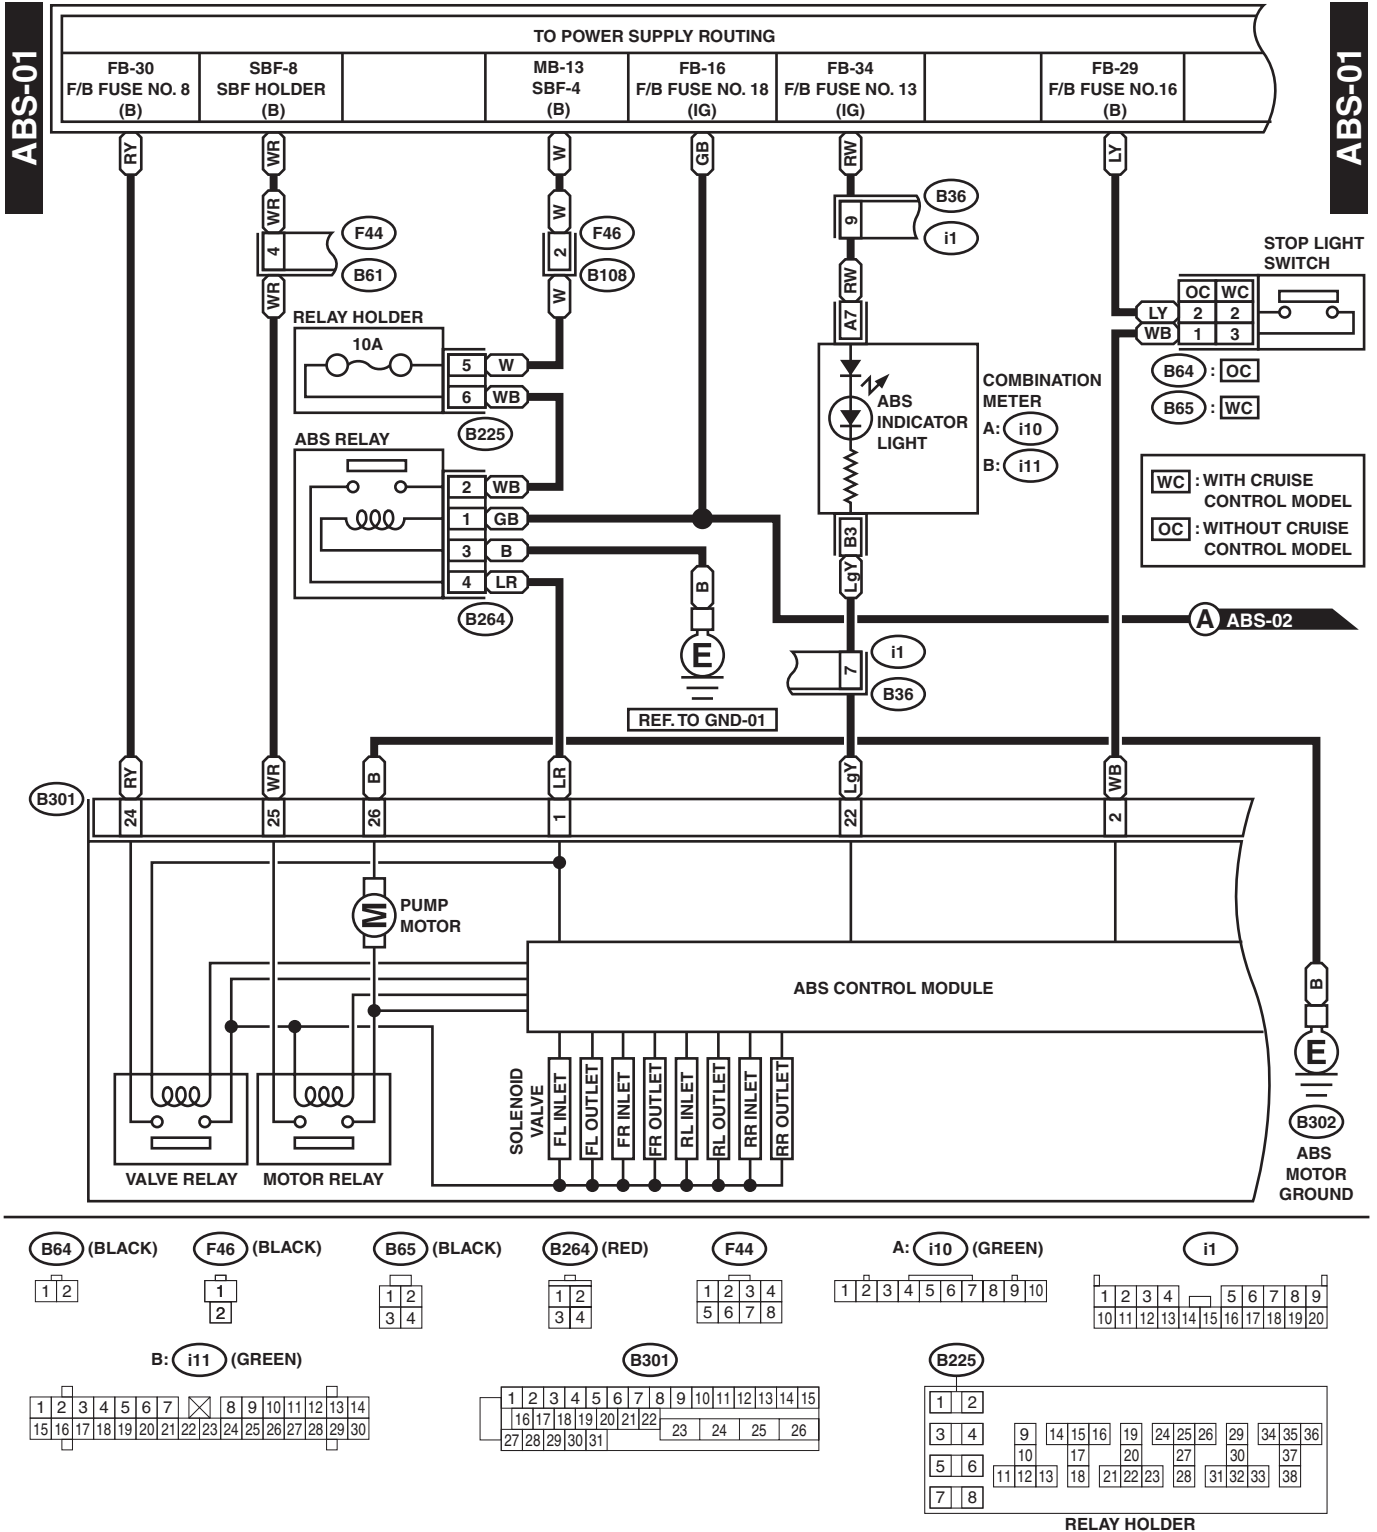 ABS-01
ABS-01
TO POWER SUPPLY ROUTING
FB-30
F/B FUSE NO. 8
(B)
SBF-8
SBF HOLDER
(B)
MB-13
SBF-4
(B)
FB-16
F/B FUSE NO. 18
(IG)
FB-34
F/B FUSE NO. 13
(IG)
FB-29
F/B FUSE NO.16
(B)
RY
WR
W
GB
RW
LY
WR
W
4
F44
B61
2
F46
B108
9
B36
i1
WR
W
RW
A7
STOP LIGHT
SWITCH
OC WC
LY 2 2
WB 1 3
B64 : OC
B65 : WC
RELAY HOLDER
10A
5 W
6 WB
B225
ABS RELAY
2 WB
1 GB
3 B
4 LR
B264
ABS
INDICATOR
LIGHT
COMBINATION
METER
A: i10
B: i11
WC : WITH CRUISE
CONTROL MODEL
OC : WITHOUT CRUISE
CONTROL MODEL
B3
LgY
B
E
REF. TO GND-01
A ABS-02
7
i1
B36
B301
RY
WR
B
LR
LgY
WB
24
25
26
1
22
2
M
PUMP
MOTOR
ABS CONTROL MODULE
B
E
B302
ABS
MOTOR
GROUND
VALVE RELAY
MOTOR RELAY
SOLENOID
VALVE
FL INLET
FL OUTLET
FR INLET
FR OUTLET
RL INLET
RL OUTLET
RR INLET
RR OUTLET
B64 (BLACK)
1 2
F46 (BLACK)
1
2
B65 (BLACK)
1 2
3 4
B264 (RED)
1 2
3 4
F44
1 2 3 4
5 6 7 8
A: i10 (GREEN)
1 2 3 4 5 6 7 8 9 10
i1
1 2 3 4 5 6 7 8 9
10 11 12 13 14 15 16 17 18 19 20
B: i11 (GREEN)
1 2 3 4 5 6 7 8 9 10 11 12 13 14
15 16 17 18 19 20 21 22 23 24 25 26 27 28 29 30
B301
1 2 3 4 5 6 7 8 9 10 11 12 13 14 15
16 17 18 19 20 21 22 23 24 25 26
27 28 29 30 31
B225
1 2
3 4 9 14 15 16 19 24 25 26 29 34 35 36
10 17 20 27 30 37
5 6 11 12 13 18 21 22 23 28 31 32 33 38
7 8
RELAY HOLDER